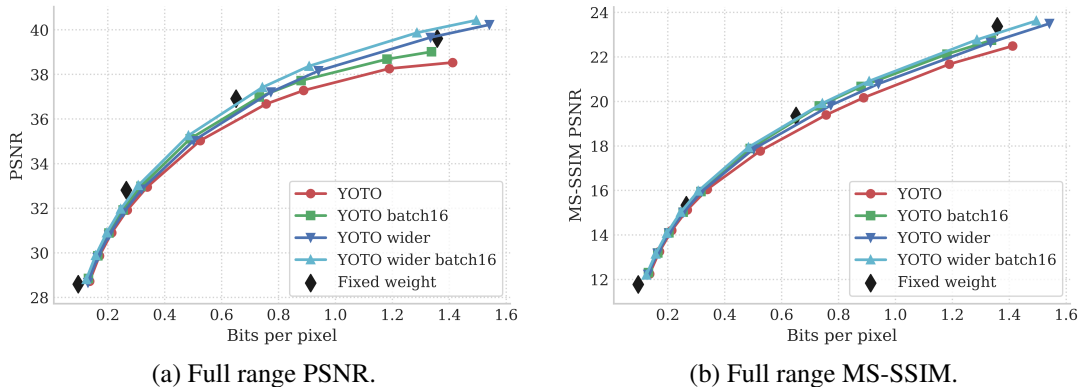 40
38
36
34
32
30
28
PSNR
0.2 0.4 0.6 0.8 1.0 1.2 1.4 1.6
Bits per pixel
YOTO
YOTO batch16
YOTO wider
YOTO wider batch16
Fixed weight
(a) Full range PSNR.
24
22
20
18
16
14
12
MS-SSIM PSNR
0.2 0.4 0.6 0.8 1.0 1.2 1.4 1.6
Bits per pixel
YOTO
YOTO batch16
YOTO wider
YOTO wider batch16
Fixed weight
(b) Full range MS-SSIM.